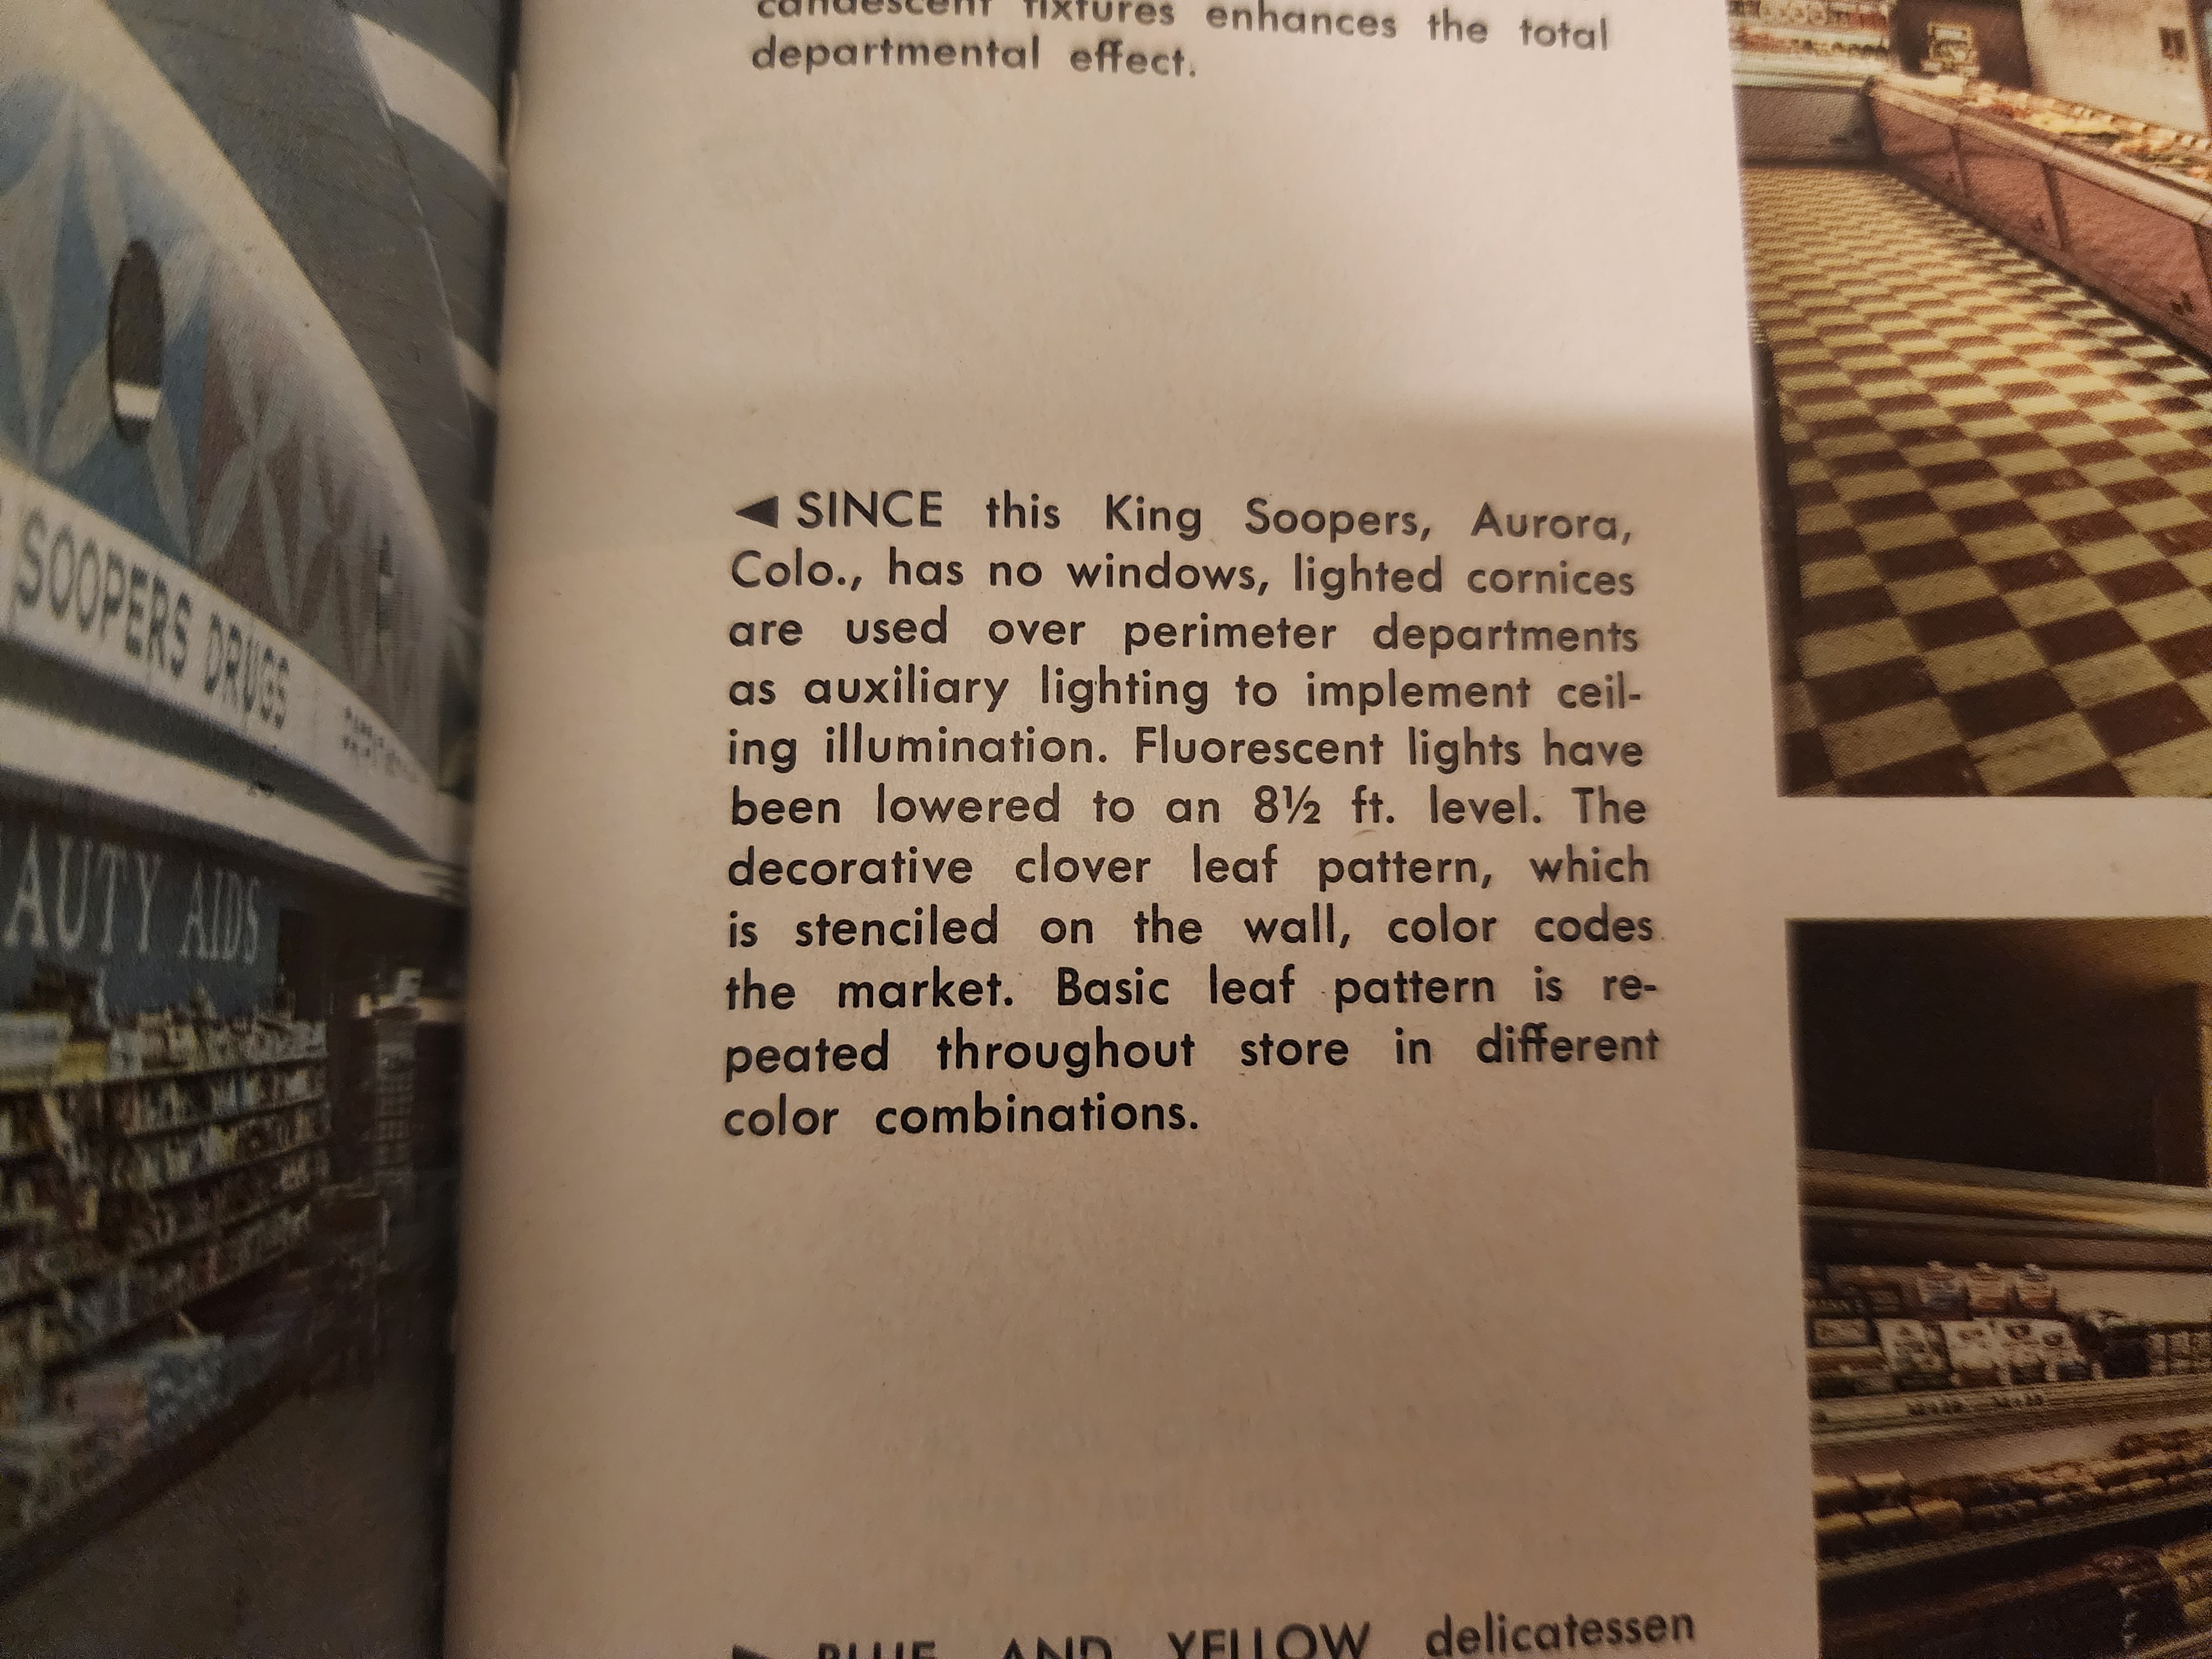 fixtures enhances the total
departmental effect.
SOOPERS DRUGS
AUTY AIDS
◄ SINCE this King Soopers, Aurora,
Colo., has no windows, lighted cornices
are used over perimeter departments
as auxiliary lighting to implement ceil-
ing illumination. Fluorescent lights have
been lowered to an 8½ ft. level. The
decorative clover leaf pattern, which
is stenciled on the wall, color codes
the market. Basic leaf pattern is re-
peated throughout store in different
color combinations.
BLUE AND YELLOW delicatessen